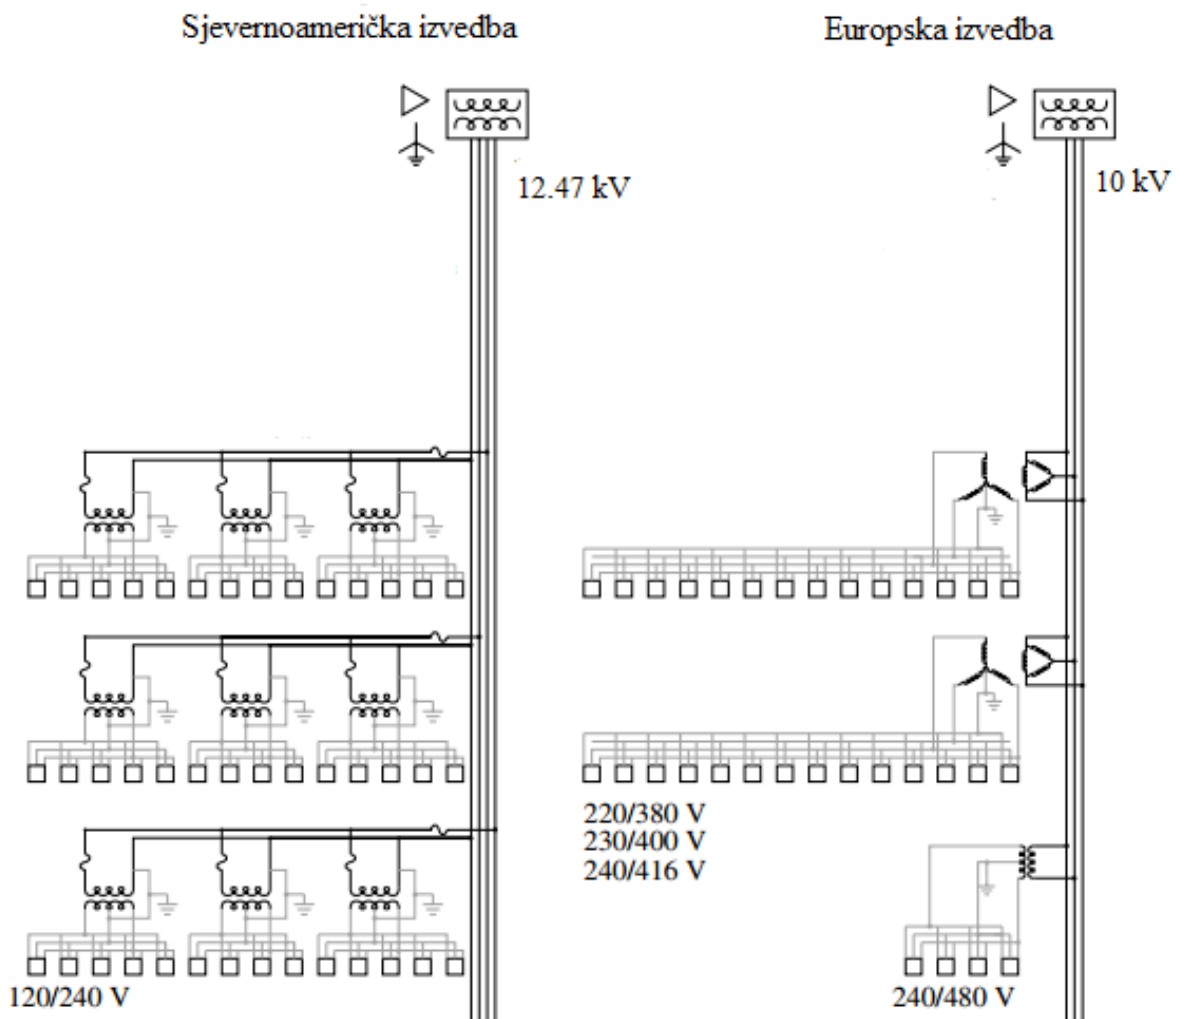 Sjevernoamerička izvedba
Europska izvedba
12.47 kV
10 kV
220/380 V
230/400 V
240/416 V
120/240 V
240/480 V